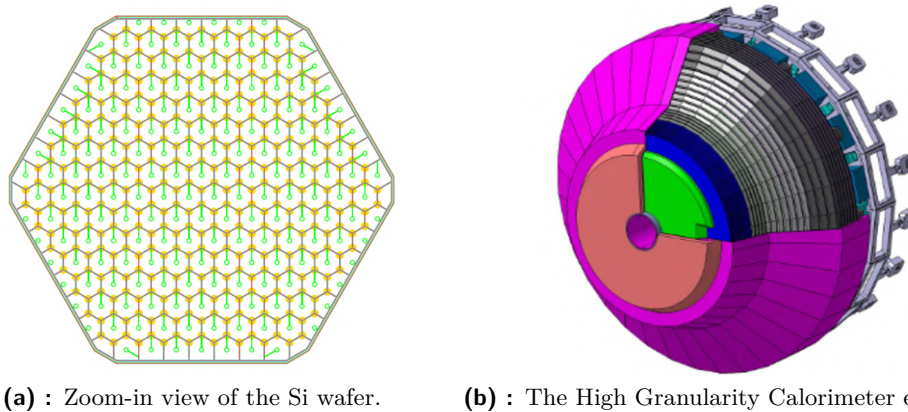 (a) : Zoom-in view of the Si wafer.
(b) : The High Granularity Calorimeter e